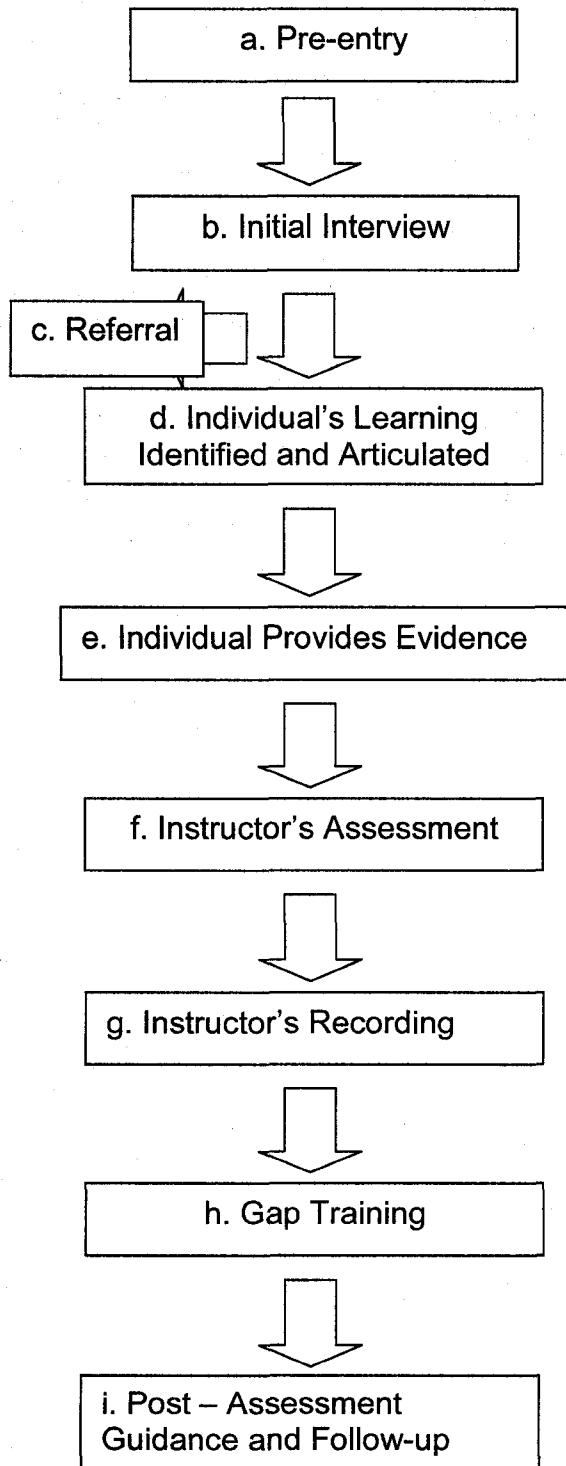 a. Pre-entry
b. Initial Interview
c. Referral
d. Individual's Learning
Identified and Articulated
e. Individual Provides Evidence
f. Instructor's Assessment
g. Instructor's Recording
h. Gap Training
i. Post – Assessment
Guidance and Follow-up